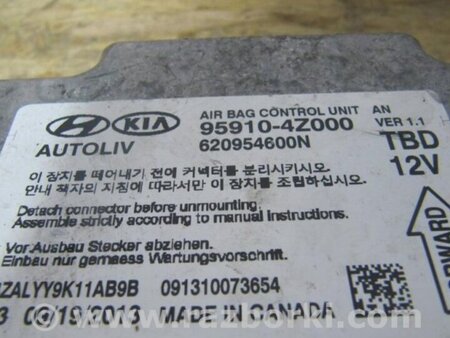 HYUNDAI KIA AIR BAG CONTROL UNIT AN
95910-4Z000 VER 1.1
AUTOLIV 620954600N TBD
12V
이 장치를 떼어내기 전에 커넥터를 분리시키시오.
안내 책자의 지침에 따라서만 이 장치를 조립하십시오.
Detach connector before unmounting.
Assemble strictly according to manual instructions.
Vor Ausbau Stecker abziehen.
Einbau nur gemaess Wartungsvorschrift.
ZALYY9K11AB9B 091310073654
MADE IN CANADA
www.razborki.com